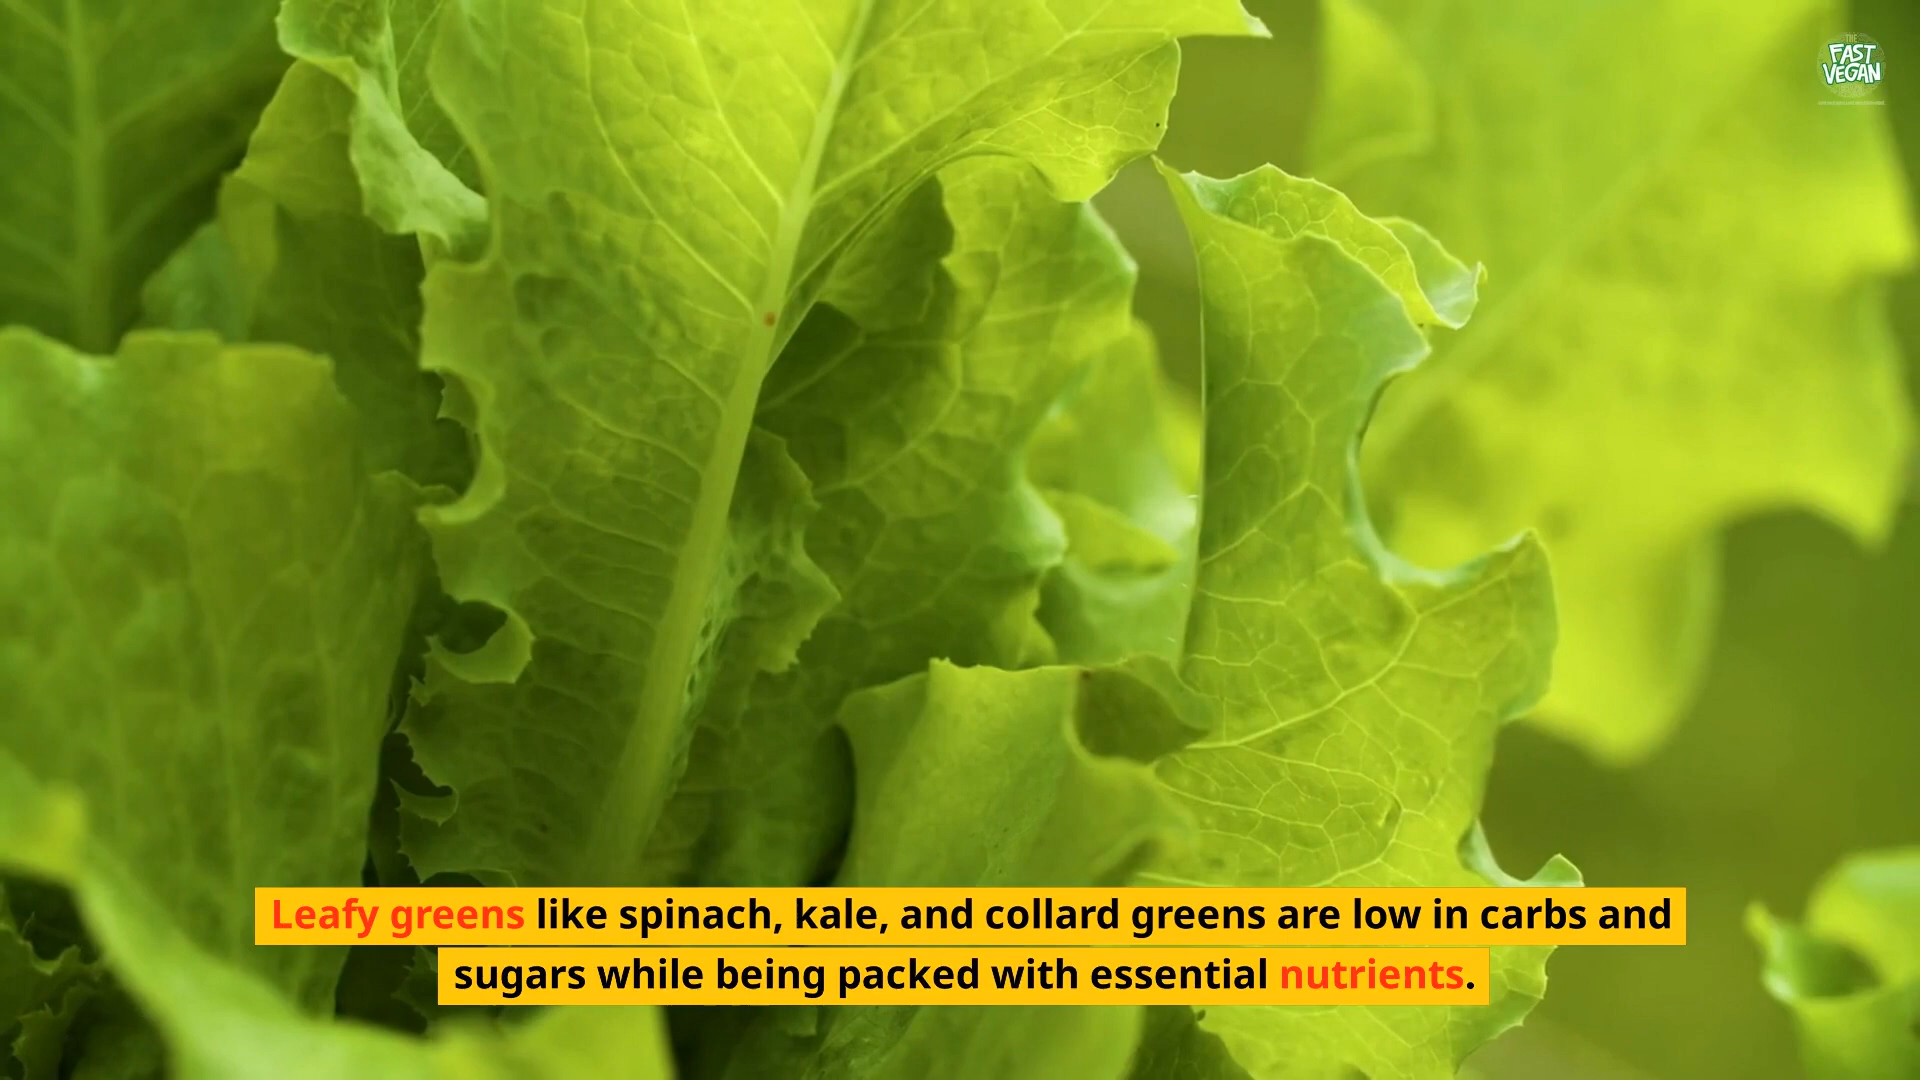 THE
FAST
VEGAN
Leafy greens like spinach, kale, and collard greens are low in carbs and
sugars while being packed with essential nutrients.